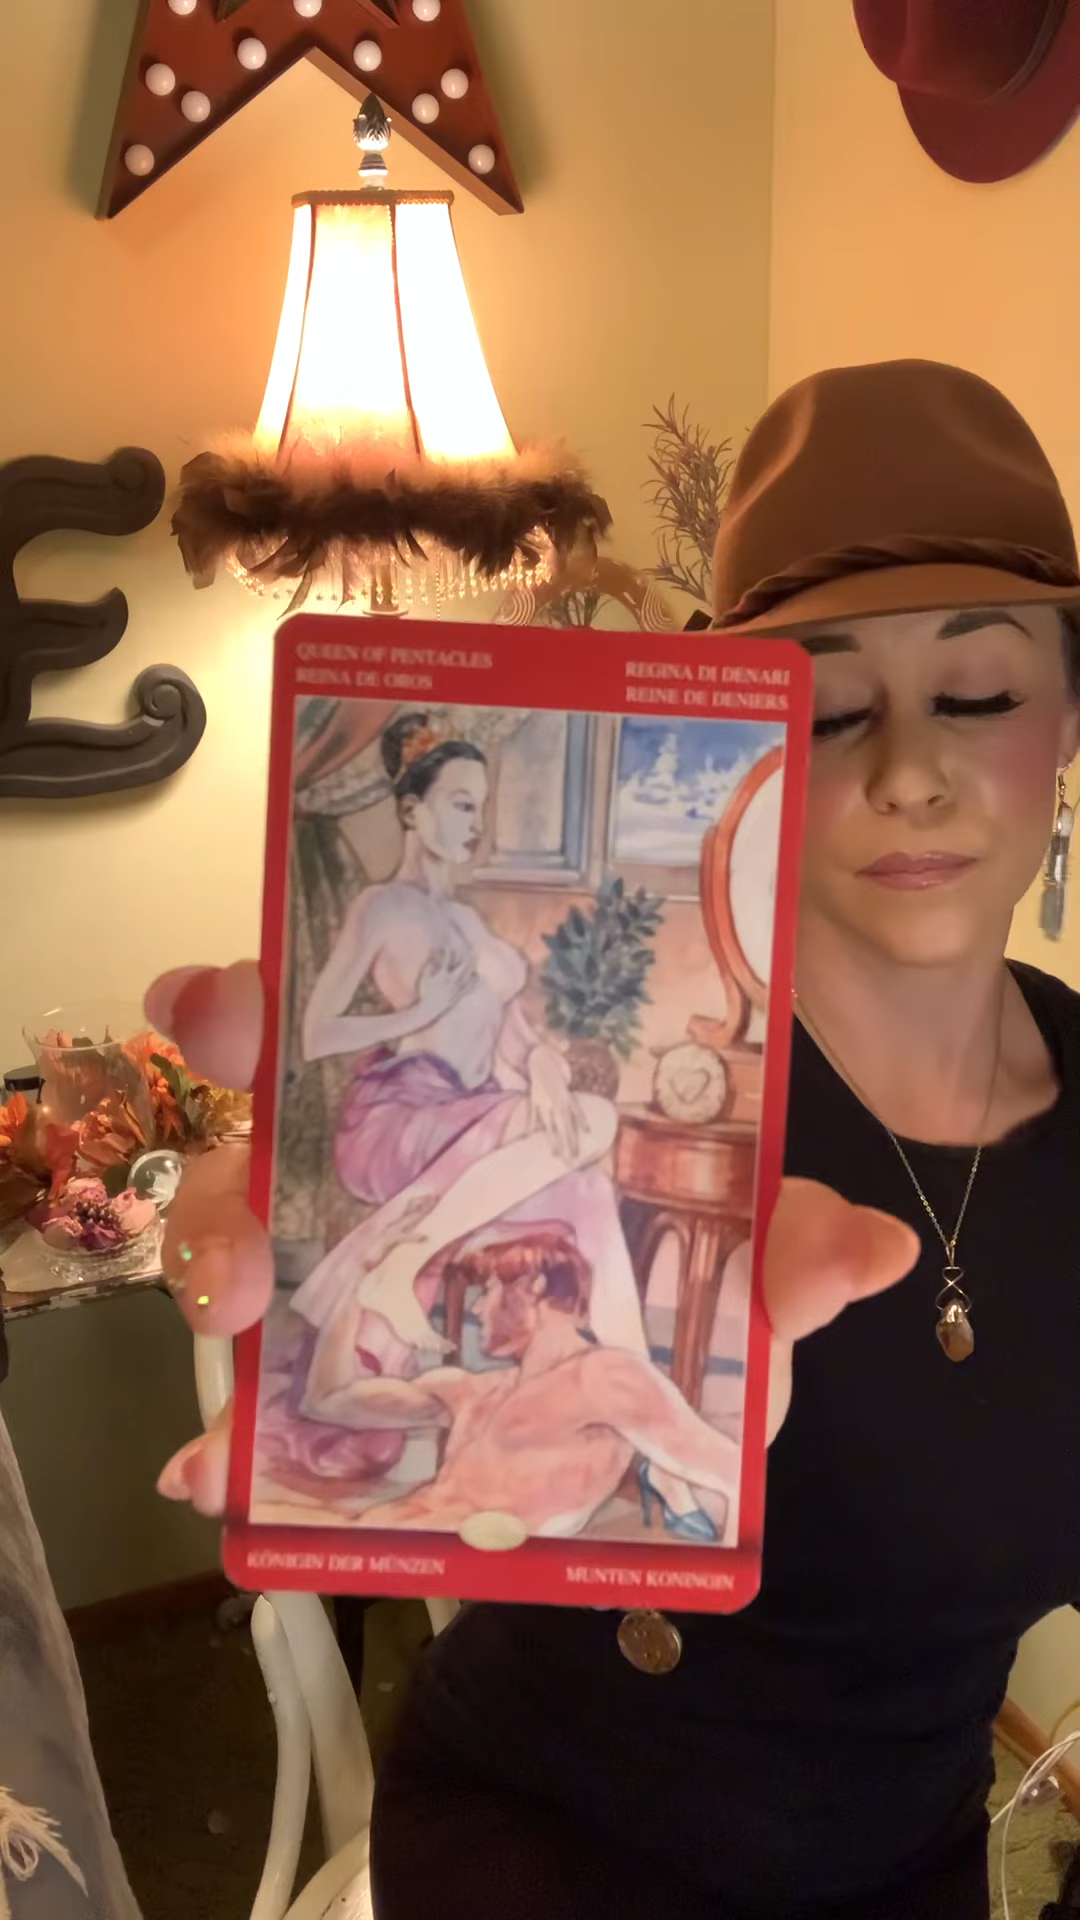 E
QUEEN OF PENTACLES
REINA DE OROS
REGINA DI DENARI
REINE DE DENIERS
KÖNIGIN DER MÜNZEN
MUNTEN KONINGIN